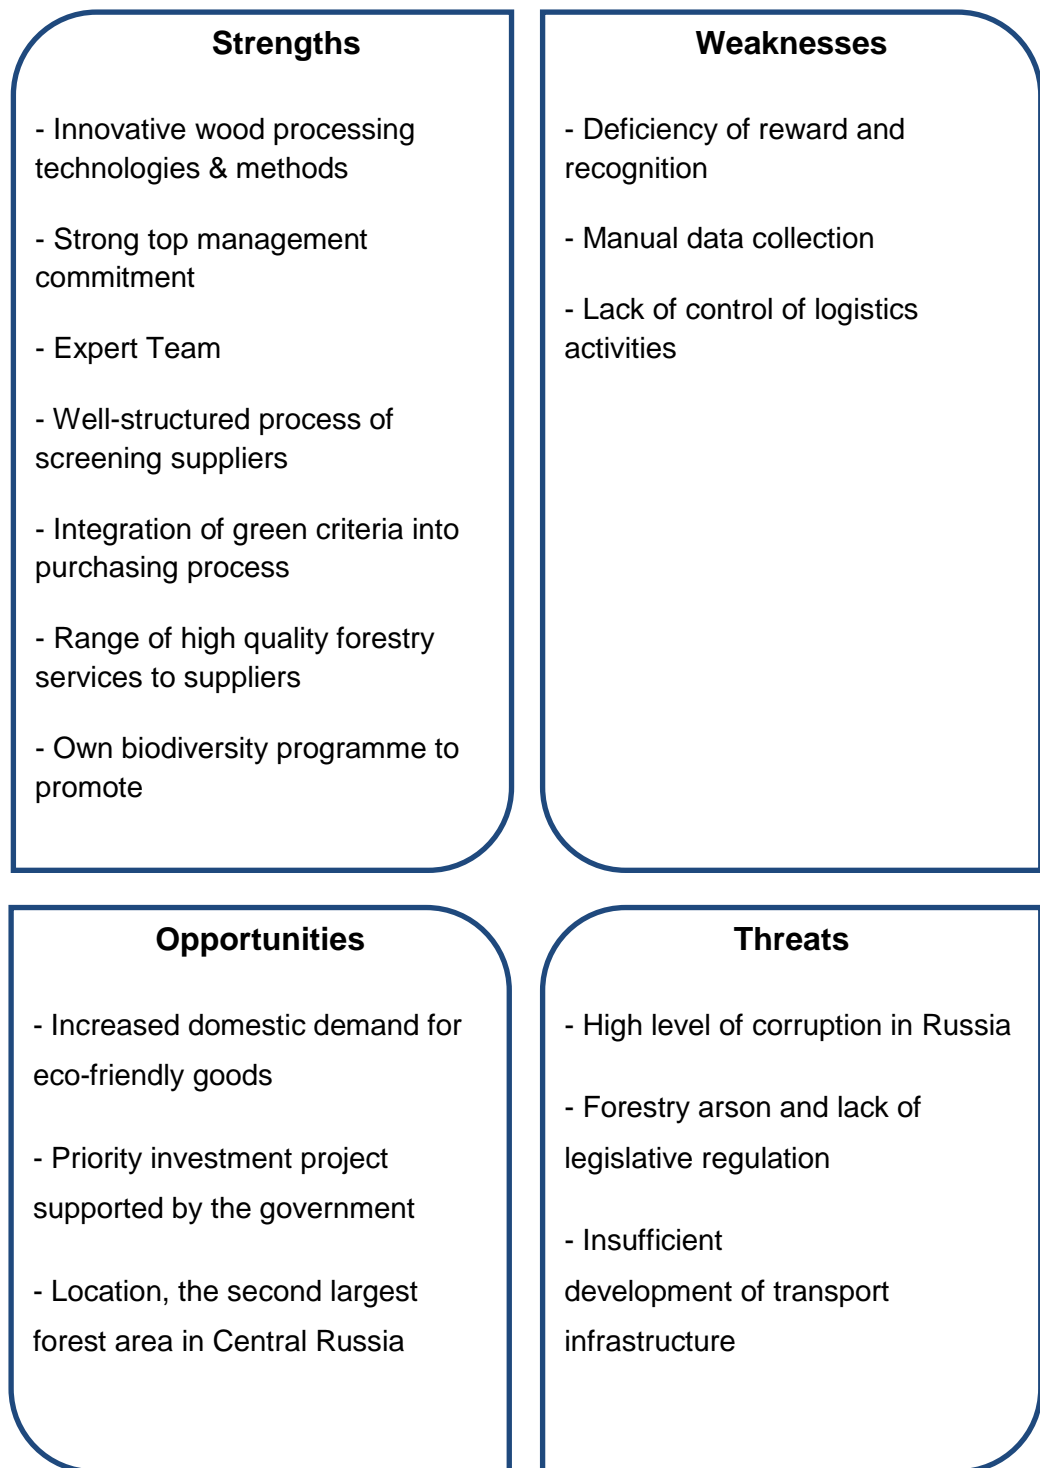 Strengths
- Innovative wood processing
technologies & methods
- Strong top management
commitment
- Expert Team
- Well-structured process of
screening suppliers
- Integration of green criteria into
purchasing process
- Range of high quality forestry
services to suppliers
- Own biodiversity programme to
promote
Weaknesses
- Deficiency of reward and
recognition
- Manual data collection
- Lack of control of logistics
activities
Opportunities
- Increased domestic demand for
eco-friendly goods
- Priority investment project
supported by the government
- Location, the second largest
forest area in Central Russia
Threats
- High level of corruption in Russia
- Forestry arson and lack of
legislative regulation
- Insufficient
development of transport
infrastructure